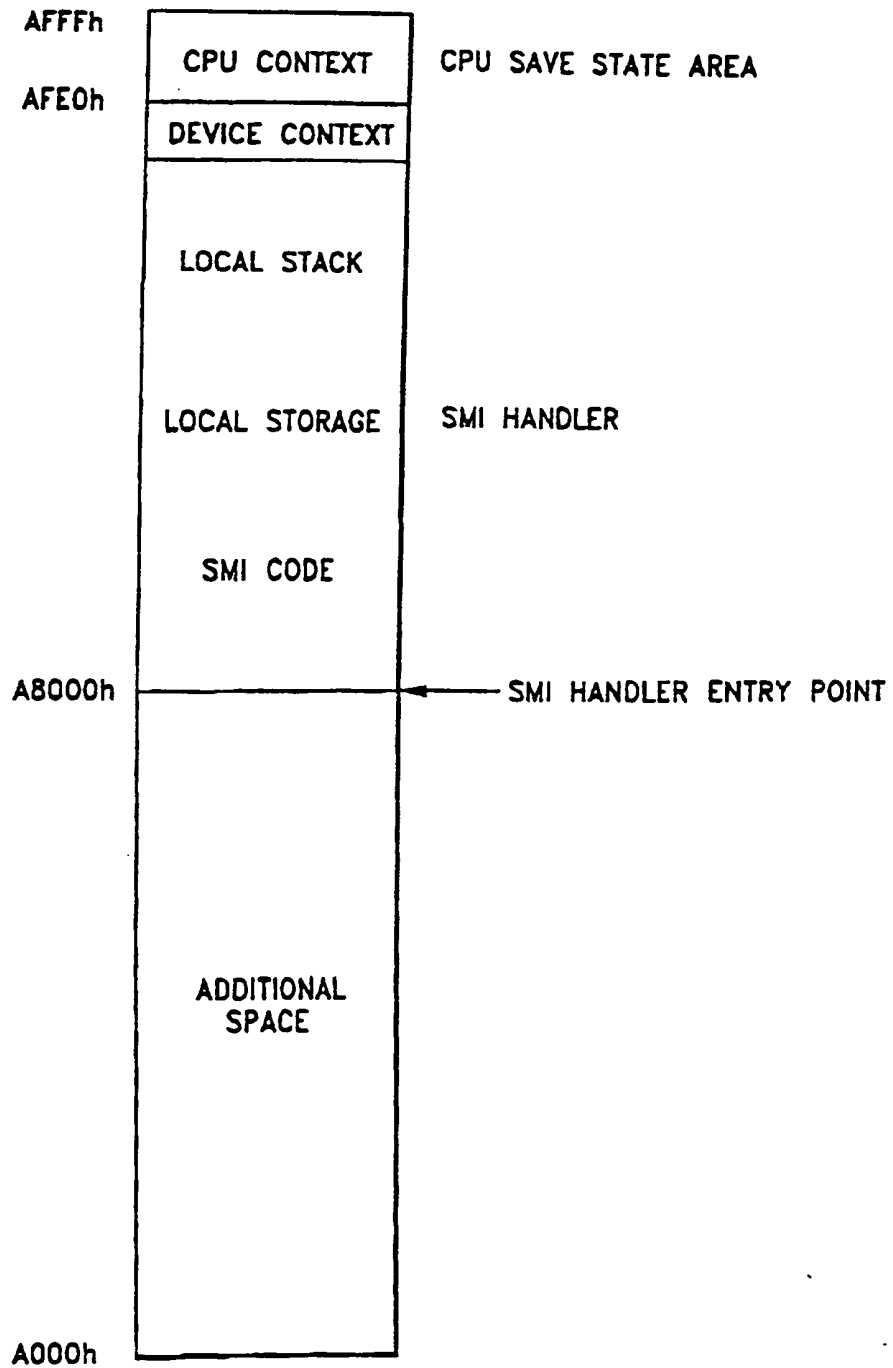 AFFFh
CPU CONTEXT CPU SAVE STATE AREA
AFE0h
DEVICE CONTEXT
LOCAL STACK
LOCAL STORAGE SMI HANDLER
SMI CODE
A8000h SMI HANDLER ENTRY POINT
ADDITIONAL
SPACE
A000h